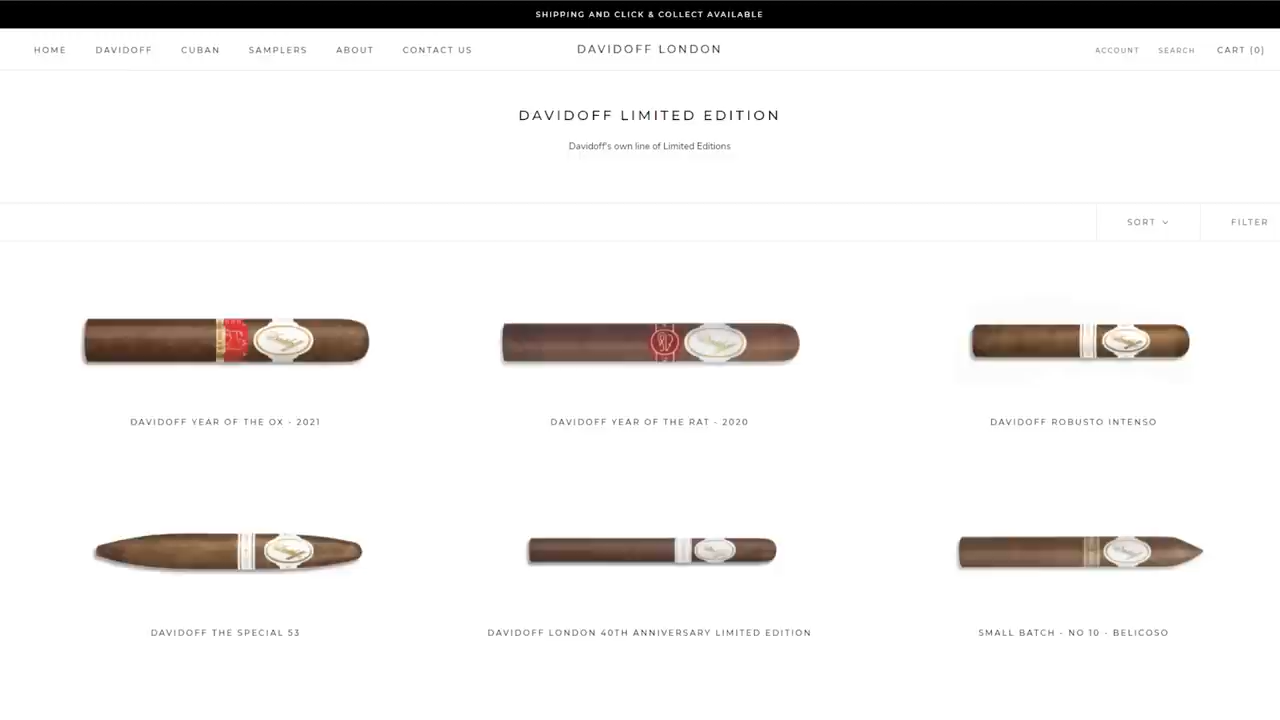 SHIPPING AND CLICK & COLLECT AVAILABLE
HOME DAVIDOFF CUBAN SAMPLERS ABOUT CONTACT US DAVIDOFF LONDON ACCOUNT SEARCH CART (0)
DAVIDOFF LIMITED EDITION
Davidoff's own line of Limited Editions
SORT FILTER
DAVIDOFF YEAR OF THE OX - 2021 DAVIDOFF YEAR OF THE RAT - 2020 DAVIDOFF ROBUSTO INTENSO
DAVIDOFF THE SPECIAL 53 DAVIDOFF LONDON 40TH ANNIVERSARY LIMITED EDITION SMALL BATCH - NO 10 - BELICOSO